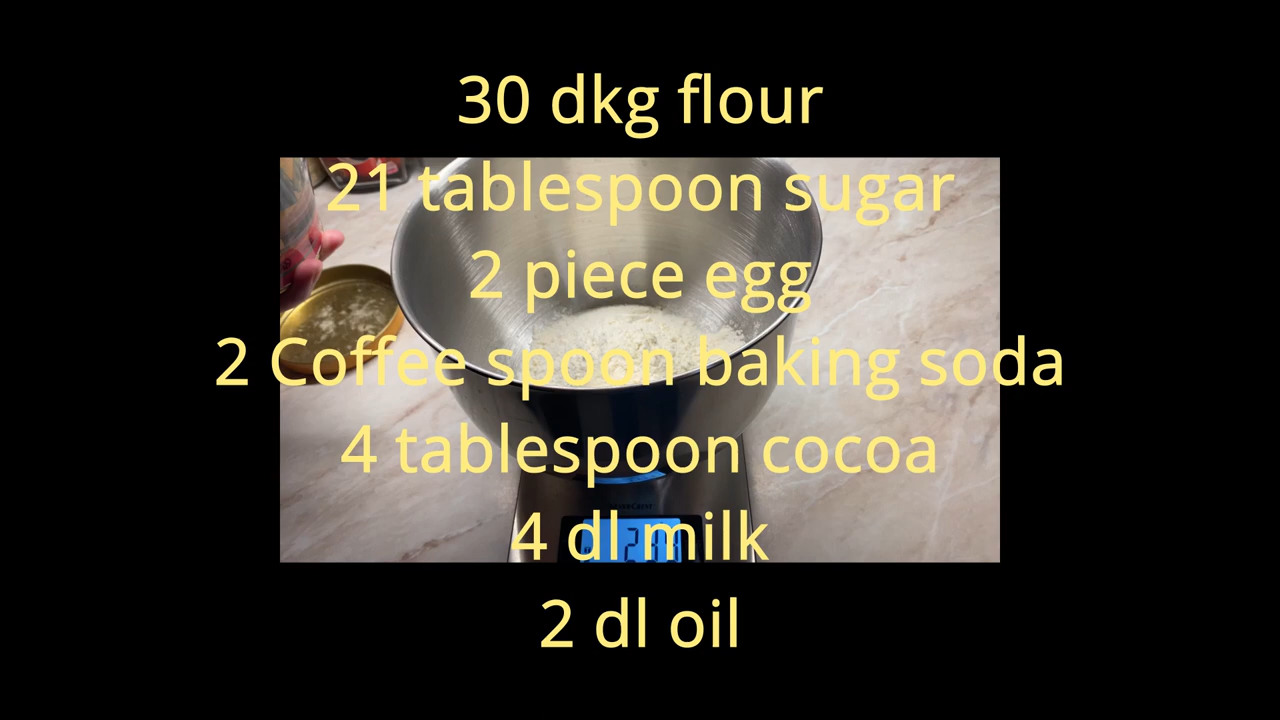 30 dkg flour
21 tablespoon sugar
2 piece egg
2 Coffee spoon baking soda
4 tablespoon cocoa
4 dl milk
2 dl oil